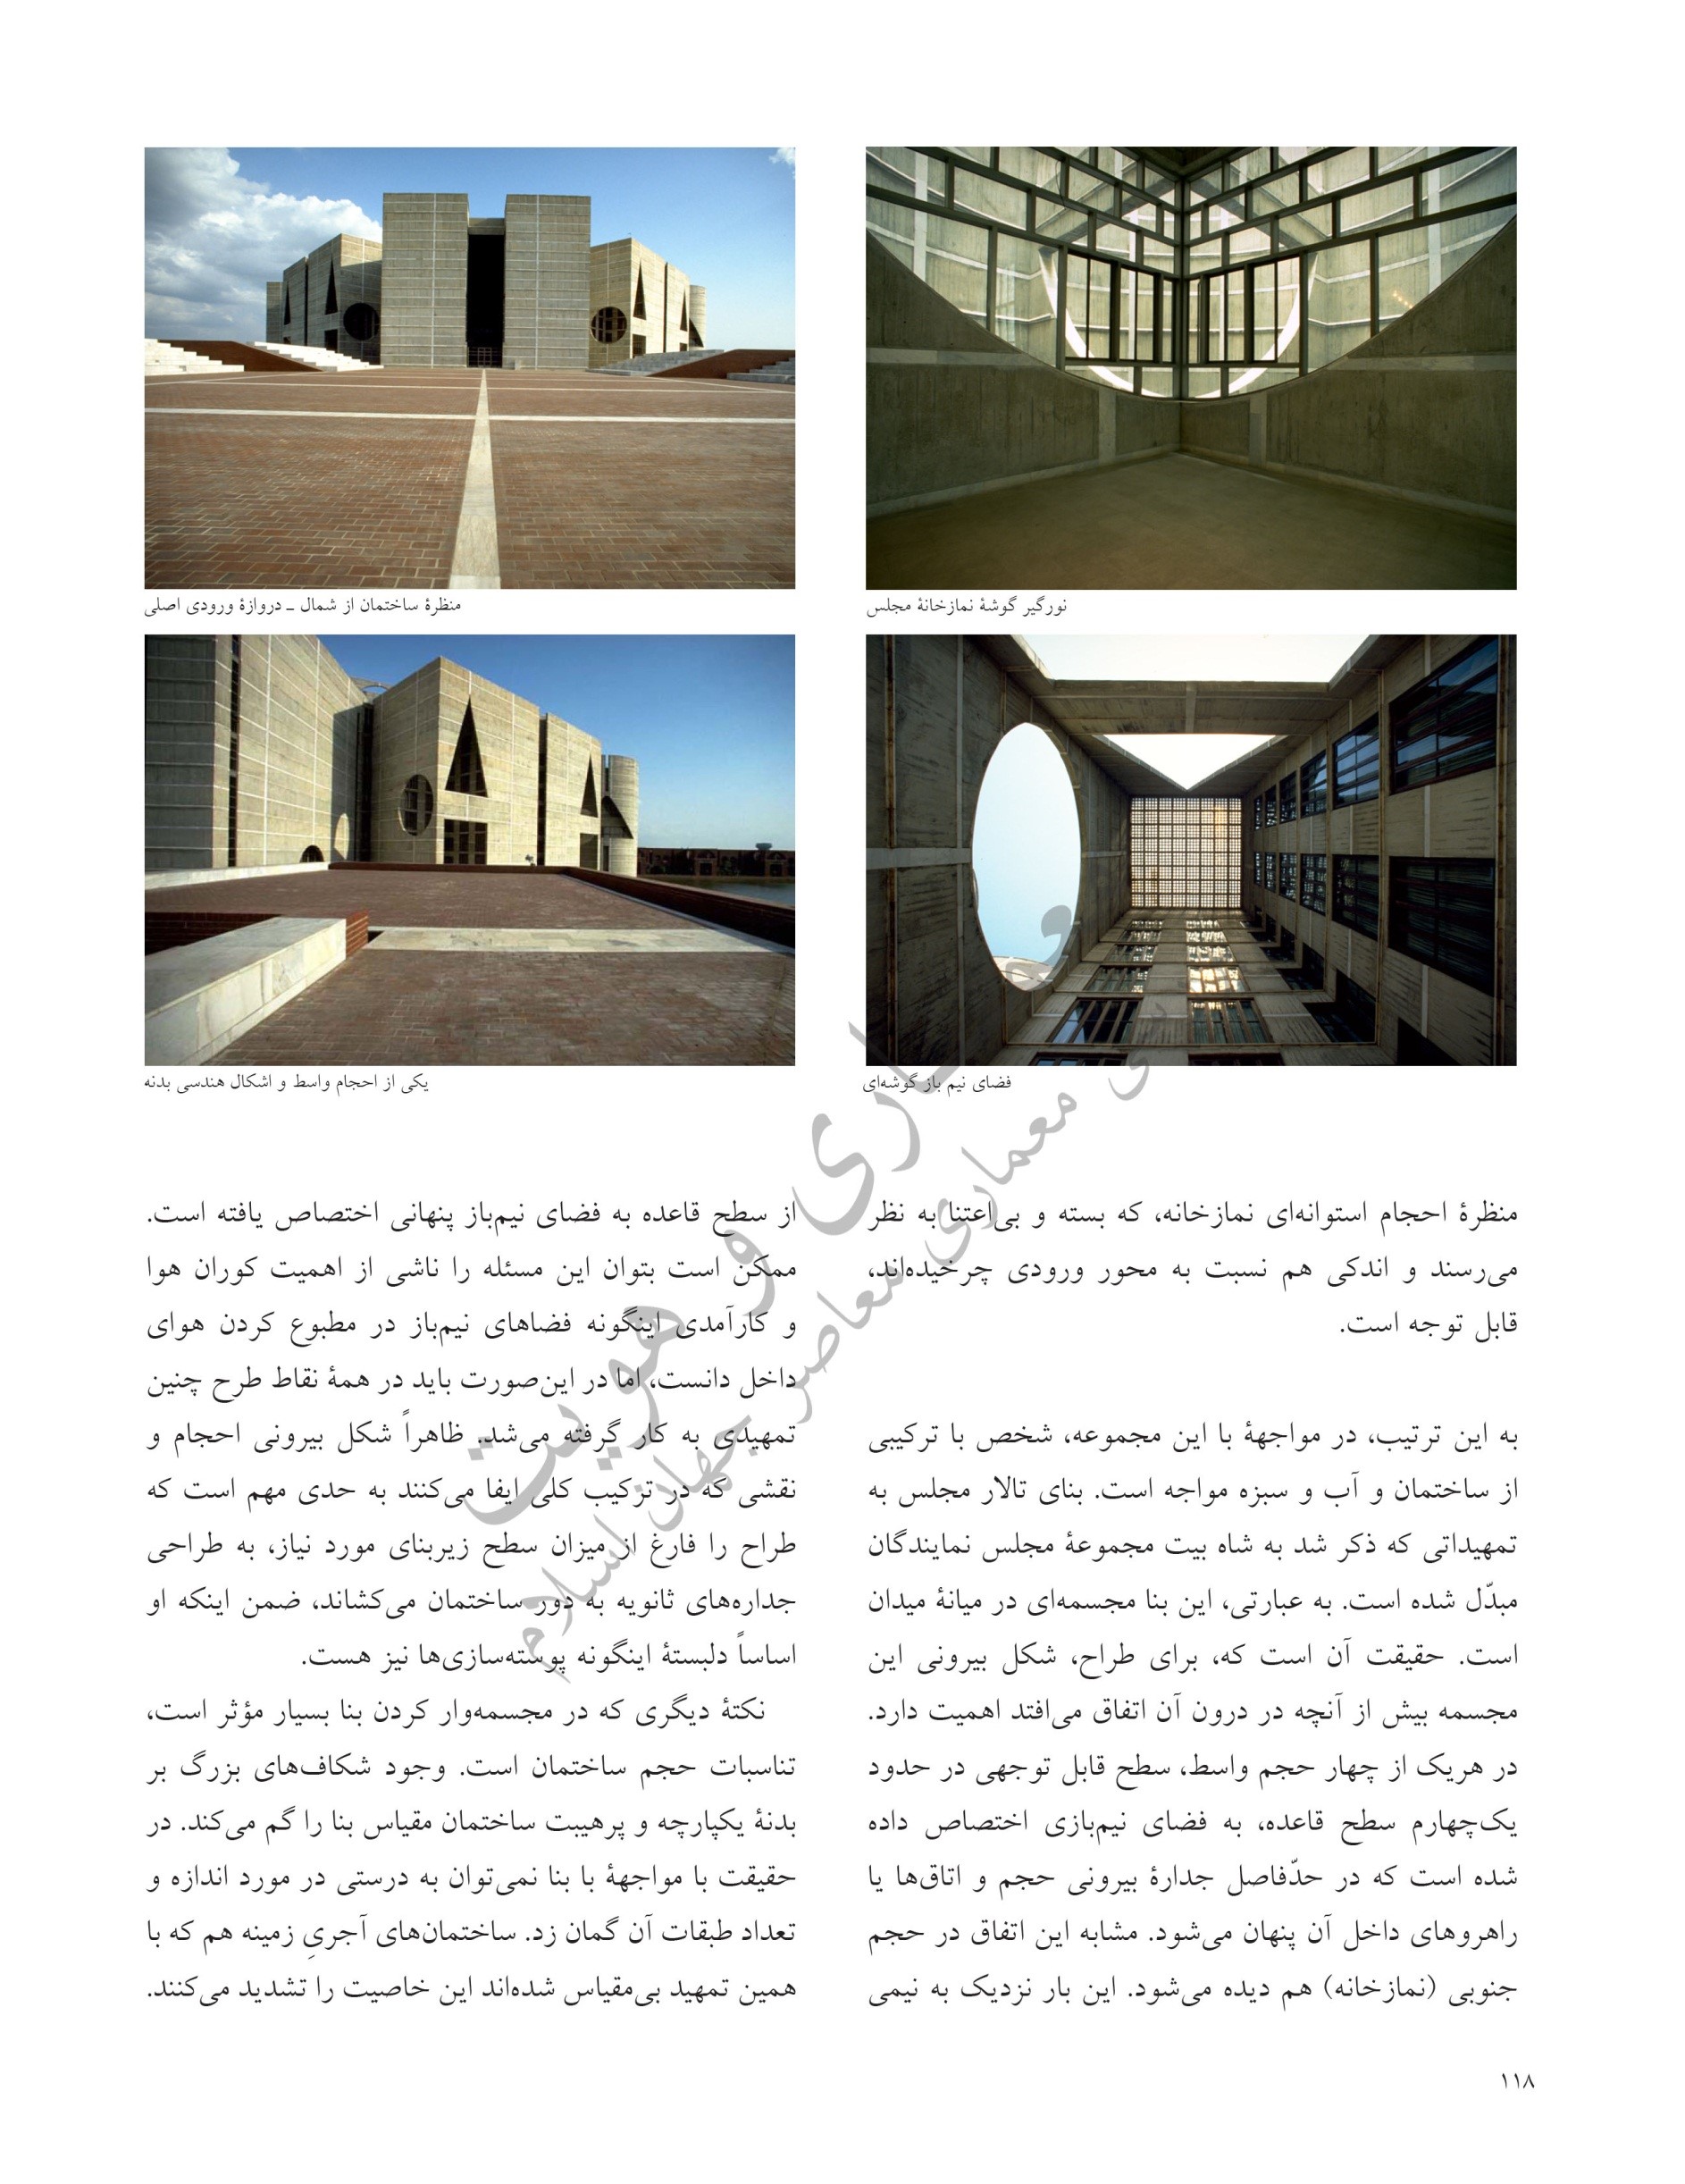 نورگیر گوشهٔ نمازخانهٔ مجلس
منظرهٔ ساختمان از شمال ـ دروازهٔ ورودی اصلی
فضای نیم باز گوشه‌ای
یکی از احجام واسط و اشکال هندسی بدنه
منظرهٔ احجام استوانه‌ای نمازخانه، که بسته و بی‌اعتنا به نظر
می‌رسند و اندکی هم نسبت به محور ورودی چرخیده‌اند،
قابل توجه است.
به این ترتیب، در مواجههٔ با این مجموعه، شخص با ترکیبی
از ساختمان و آب و سبزه مواجه است. بنای تالار مجلس به
تمهیداتی که ذکر شد به شاه بیت مجموعهٔ مجلس نمایندگان
مبدّل شده است. به عبارتی، این بنا مجسمه‌ای در میانهٔ میدان
است. حقیقت آن است که، برای طراح، شکل بیرونی این
مجسمه بیش از آنچه در درون آن اتفاق می‌افتد اهمیت دارد.
در هریک از چهار حجم واسط، سطح قابل توجهی در حدود
یک‌چهارم سطح قاعده، به فضای نیم‌بازی اختصاص داده
شده است که در حدّفاصل جدارهٔ بیرونی حجم و اتاق‌ها یا
راهروهای داخل آن پنهان می‌شود. مشابه این اتفاق در حجم
جنوبی (نمازخانه) هم دیده می‌شود. این بار نزدیک به نیمی
از سطح قاعده به فضای نیم‌باز پنهانی اختصاص یافته است.
ممکن است بتوان این مسئله را ناشی از اهمیت کوران هوا
و کارآمدی اینگونه فضاهای نیم‌باز در مطبوع کردن هوای
داخل دانست، اما در این‌صورت باید در همهٔ نقاط طرح چنین
تمهیدی به کار گرفته می‌شد. ظاهراً شکل بیرونی احجام و
نقشی که در ترکیب کلی ایفا می‌کنند به حدی مهم است که
طراح را فارغ از میزان سطح زیربنای مورد نیاز، به طراحی
جداره‌های ثانویه به دور ساختمان می‌کشاند، ضمن اینکه او
اساساً دلبستهٔ اینگونه پوسته‌سازی‌ها نیز هست.
نکتهٔ دیگری که در مجسمه‌وار کردن بنا بسیار مؤثر است،
تناسبات حجم ساختمان است. وجود شکاف‌های بزرگ بر
بدنهٔ یکپارچه و پرهیبت ساختمان مقیاس بنا را گم می‌کند. در
حقیقت با مواجههٔ با بنا نمی‌توان به درستی در مورد اندازه و
تعداد طبقات آن گمان زد. ساختمان‌های آجریِ زمینه هم که با
همین تمهید بی‌مقیاس شده‌اند این خاصیت را تشدید می‌کنند.
معماری و هویت
معماری معاصر جهان اسلام
۱۱۸